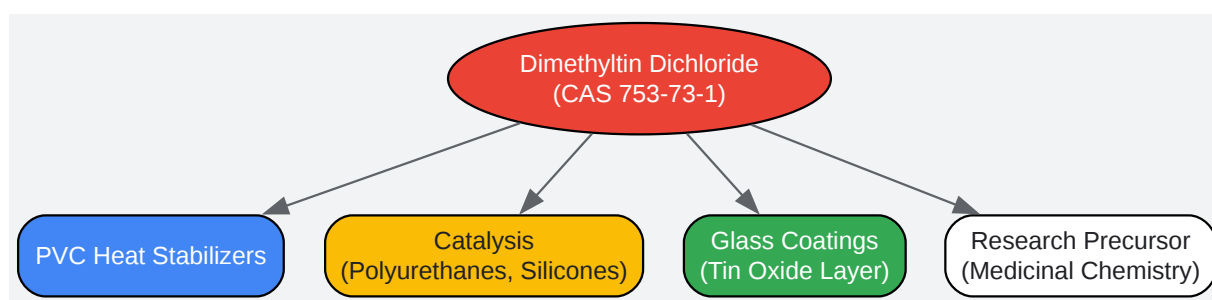 Dimethyltin Dichloride
(CAS 753-73-1)
PVC Heat Stabilizers
Catalysis
(Polyurethanes, Silicones)
Glass Coatings
(Tin Oxide Layer)
Research Precursor
(Medicinal Chemistry)